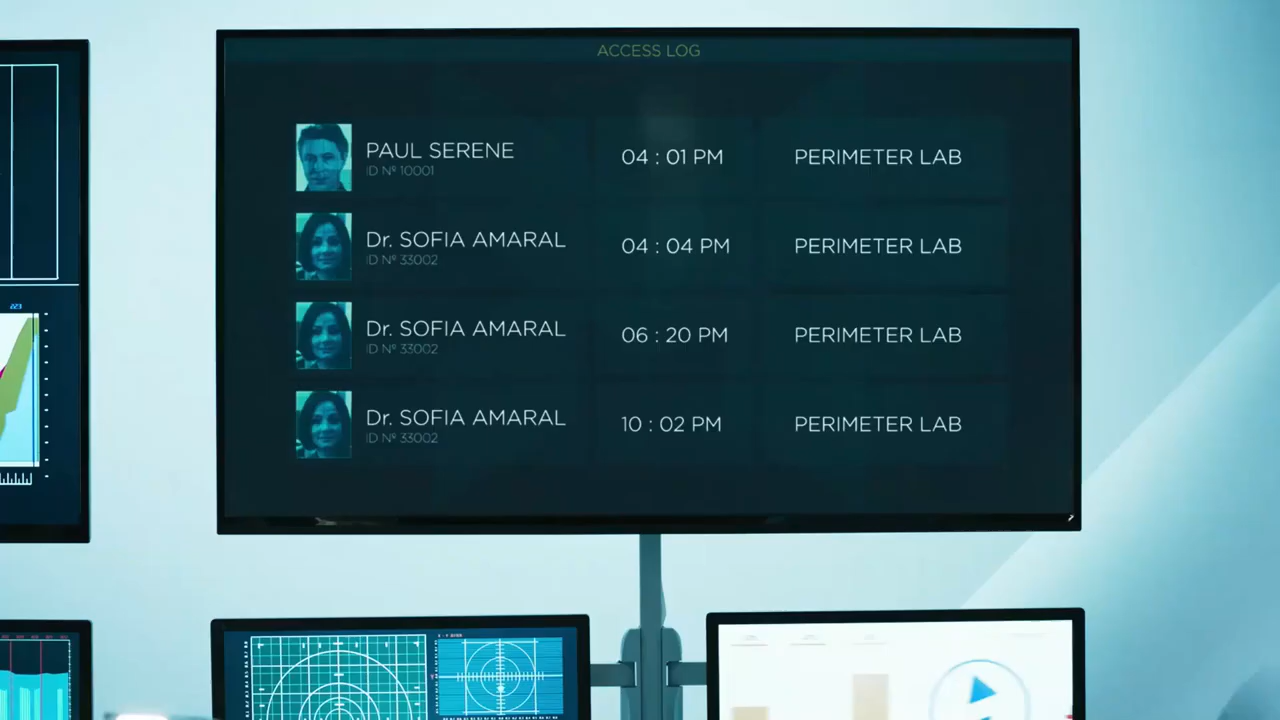 ACCESS LOG
PAUL SERENE
ID Nº 10001
04 : 01 PM
PERIMETER LAB
Dr. SOFIA AMARAL
ID Nº 33002
04 : 04 PM
PERIMETER LAB
Dr. SOFIA AMARAL
ID Nº 33002
06 : 20 PM
PERIMETER LAB
Dr. SOFIA AMARAL
ID Nº 33002
10 : 02 PM
PERIMETER LAB